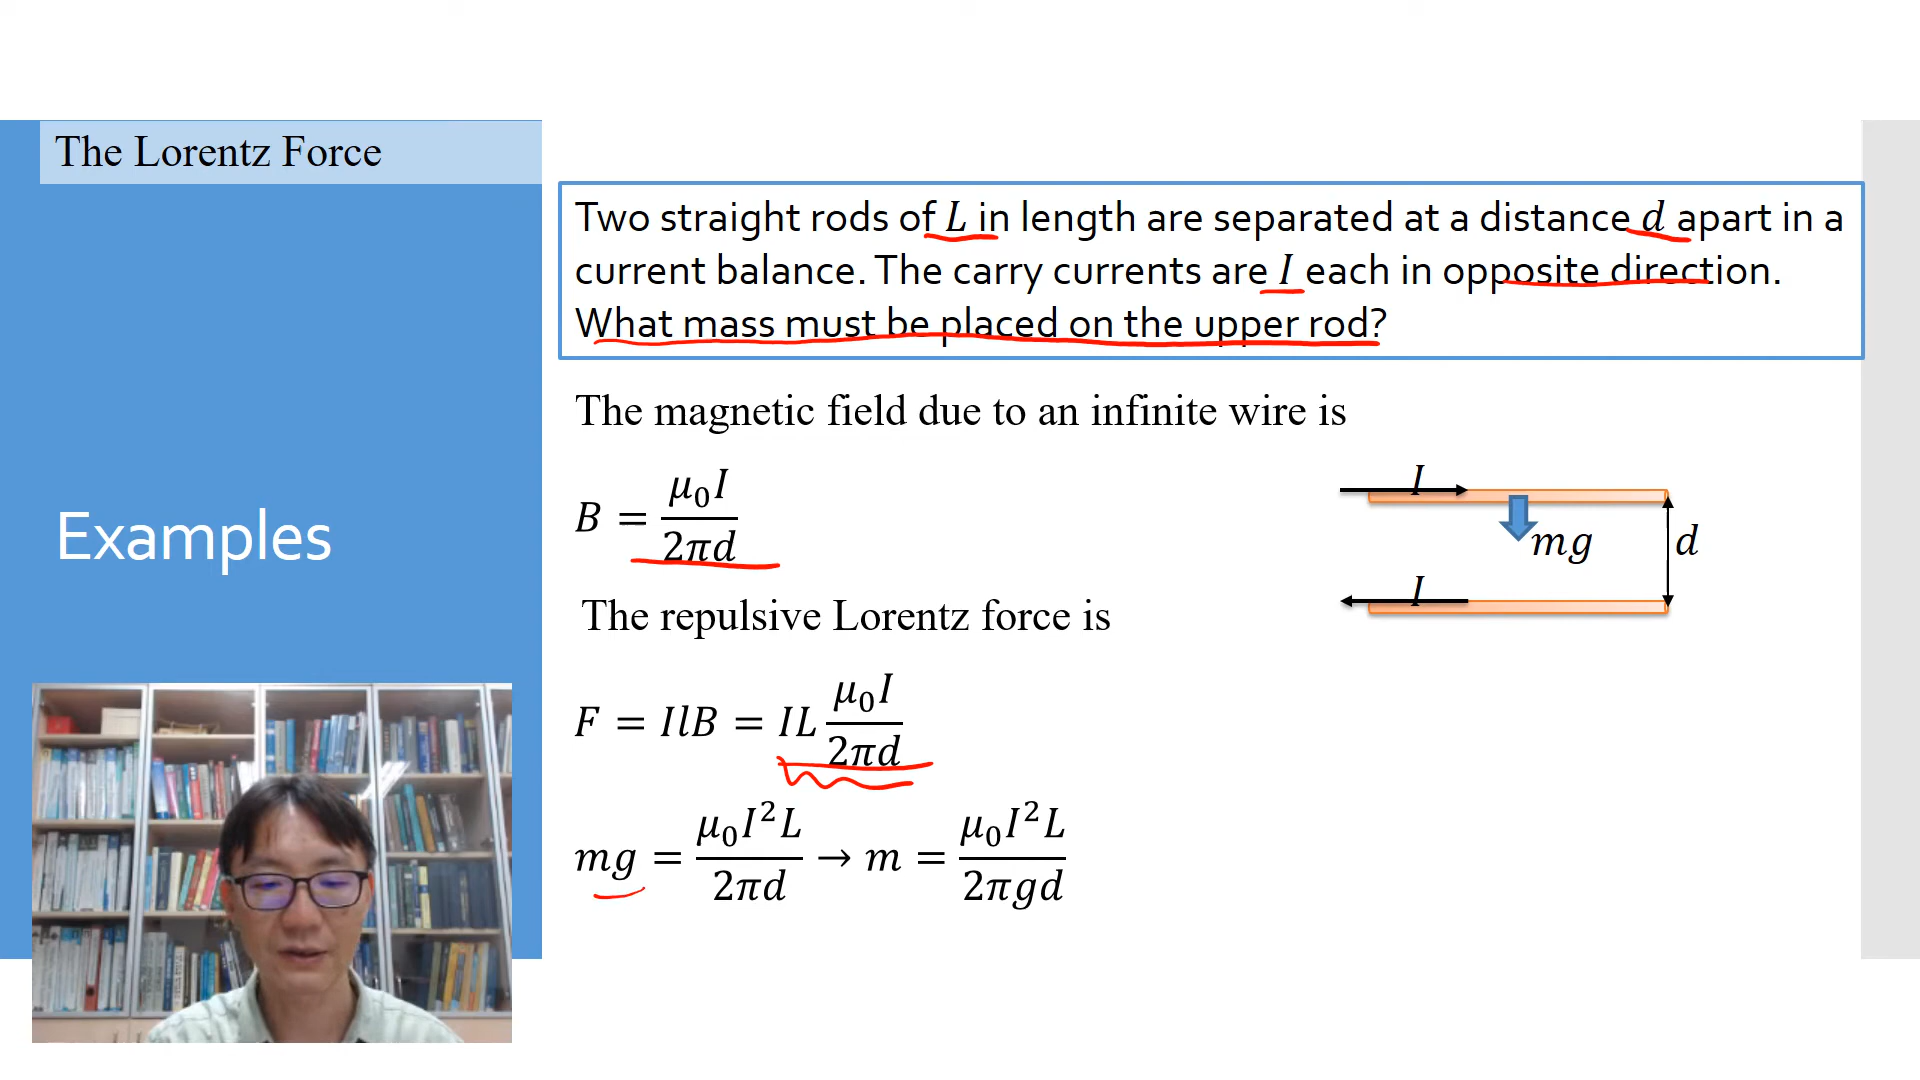 The Lorentz Force
Examples
Two straight rods of L in length are separated at a distance d apart in a
current balance. The carry currents are I each in opposite direction.
What mass must be placed on the upper rod?
The magnetic field due to an infinite wire is
B = μ₀I / 2πd
The repulsive Lorentz force is
F = IlB = IL μ₀I / 2πd
mg = μ₀I²L / 2πd → m = μ₀I²L / 2πgd
I
mg
d
I